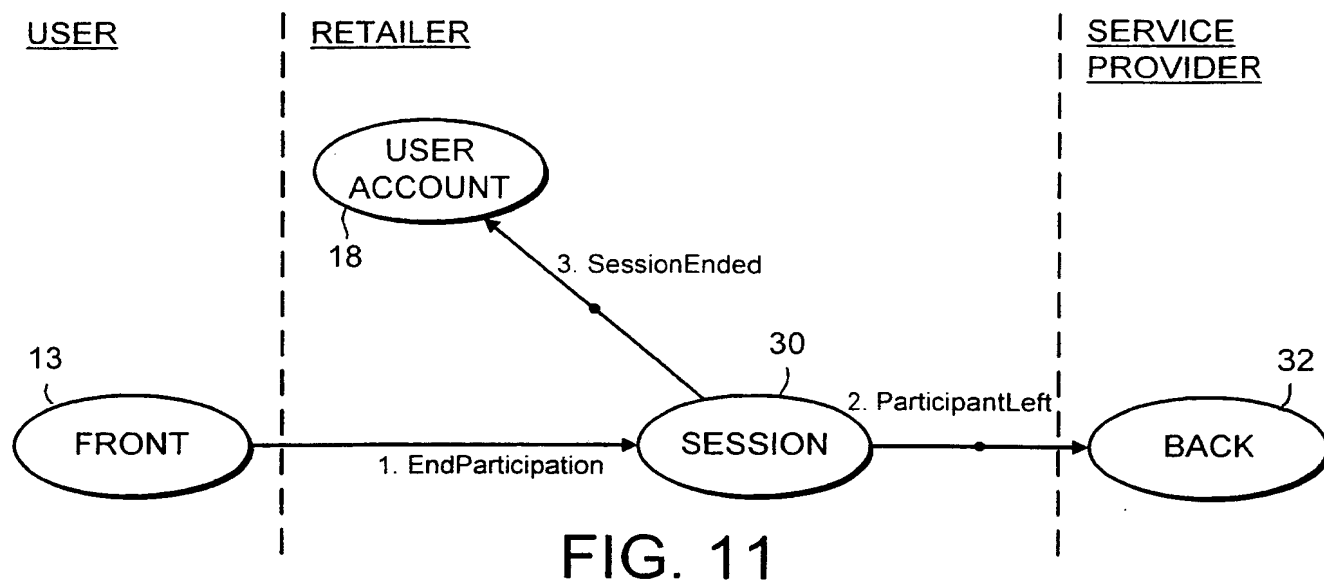 USER
RETAILER
SERVICE
PROVIDER
USER
ACCOUNT
18
3. SessionEnded
13
30
32
2. ParticipantLeft
FRONT
SESSION
BACK
1. EndParticipation
FIG. 11